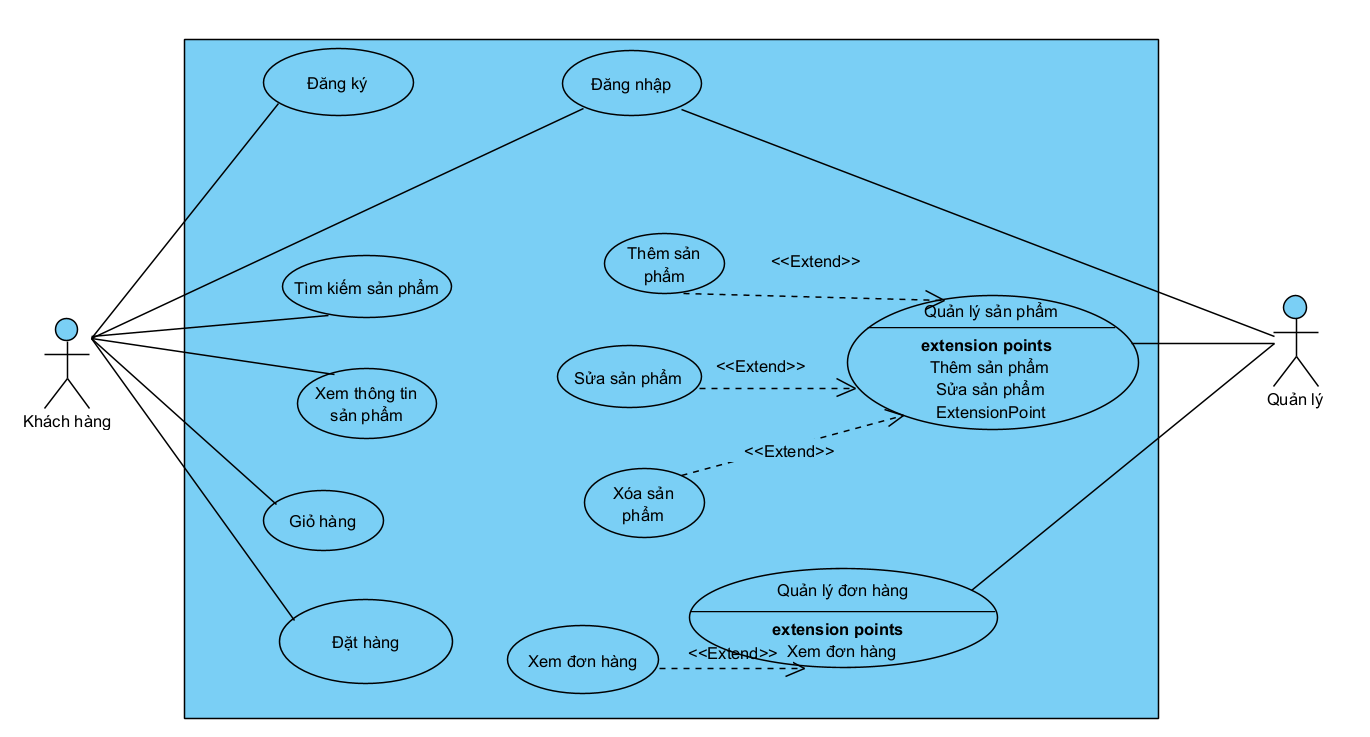 Đăng ký
Đăng nhập
Thêm sản
phẩm
<<Extend>>
Tìm kiếm sản phẩm
Quản lý sản phẩm
extension points
Thêm sản phẩm
Sửa sản phẩm
ExtensionPoint
<<Extend>>
Sửa sản phẩm
Xem thông tin
sản phẩm
Khách hàng
Quản lý
<<Extend>>
Xóa sản
phẩm
Giỏ hàng
Quản lý đơn hàng
extension points
Xem đơn hàng
<<Extend>>
Đặt hàng
Xem đơn hàng